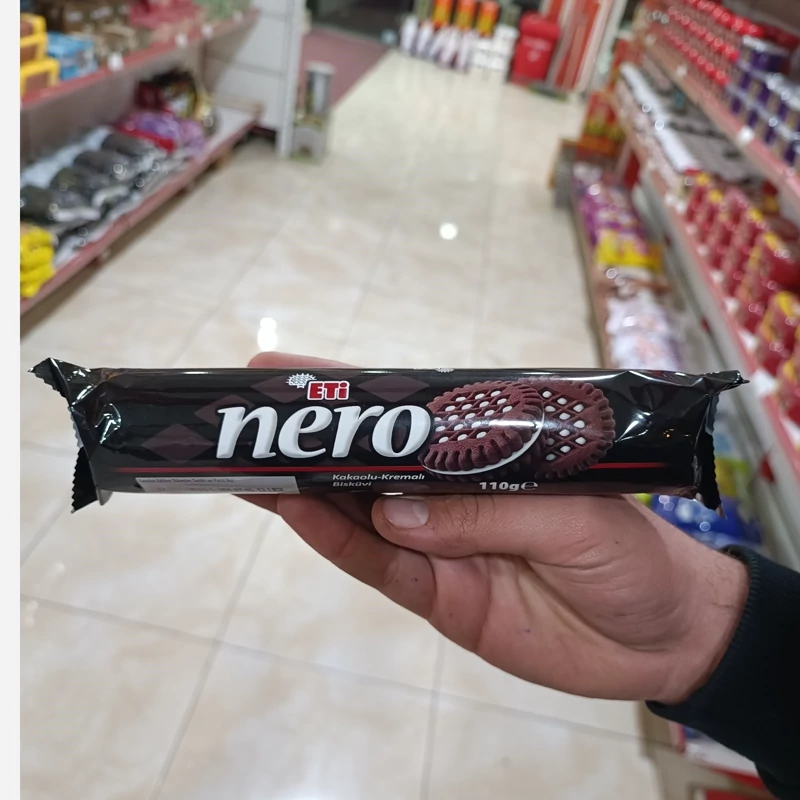 ETİ
nero
Kakaolu-Kremalı
Bisküvi
110g℮